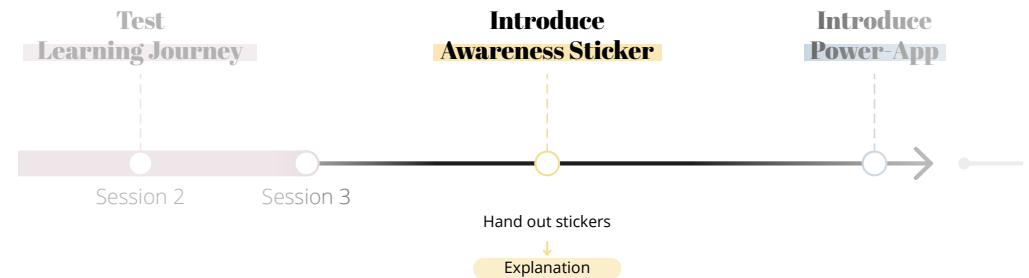 Test
Learning Journey
Introduce
Awareness Sticker
Introduce
Power-App
Session 2
Session 3
Hand out stickers
Explanation